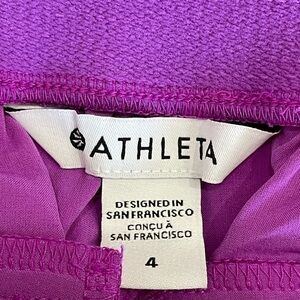 ATHLETA
DESIGNED IN
SAN FRANCISCO
CONÇU À
SAN FRANCISCO
4